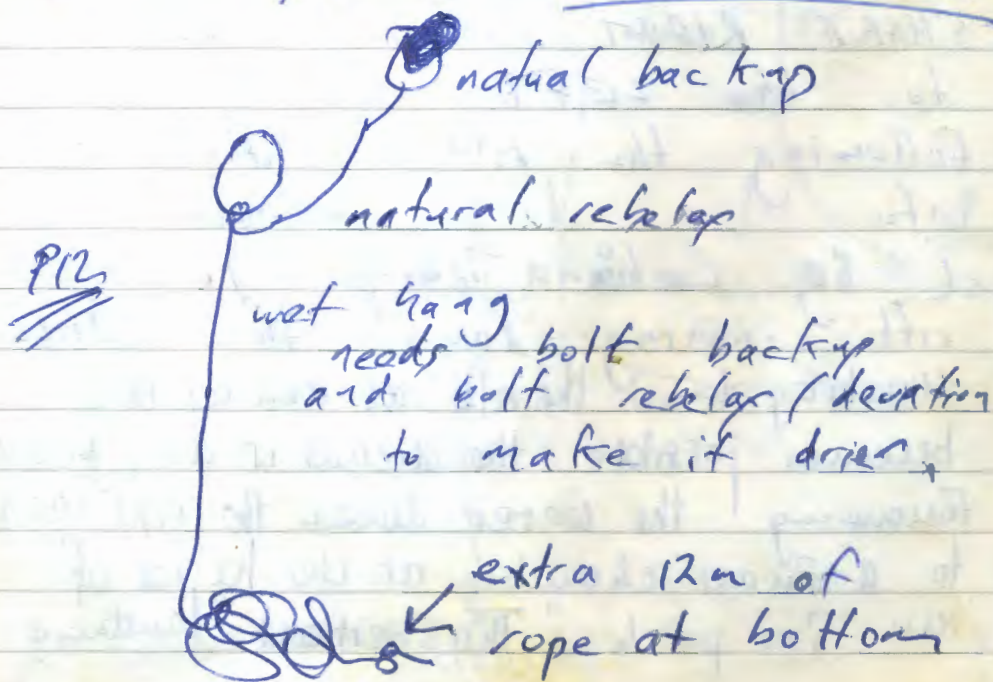 natual backup
natural rebelay
P12
wet hang
needs bolt backup
and bolt rebelay / devation
to make it drier.
extra 12m of
rope at bottom